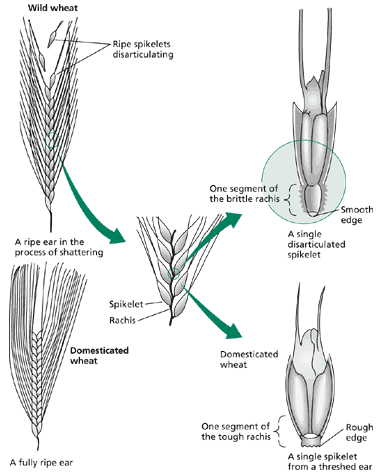 Wild wheat
Ripe spikelets
disarticulating
A ripe ear in the
process of shattering
One segment of
the brittle rachis
Smooth
edge
A single
disarticulated
spikelet
Spikelet
Rachis
Domesticated
wheat
A fully ripe ear
Domesticated
wheat
One segment of
the tough rachis
Rough
edge
A single spikelet
from a threshed ear